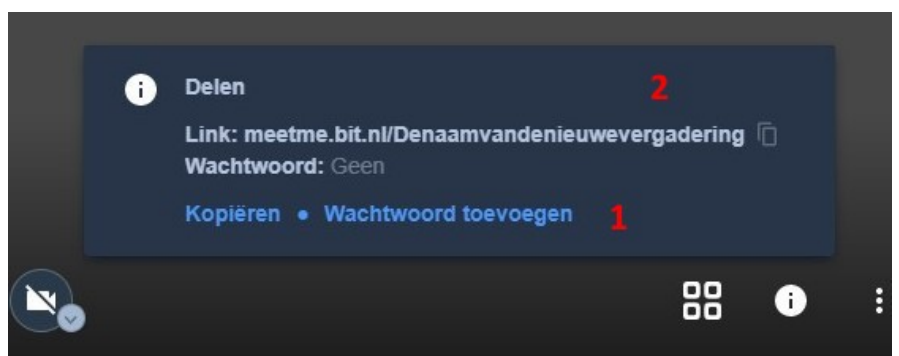 Delen
2
Link: meetme.bit.nl/Denaamvandenieuwevergadering
Wachtwoord: Geen
Kopiëren • Wachtwoord toevoegen
1